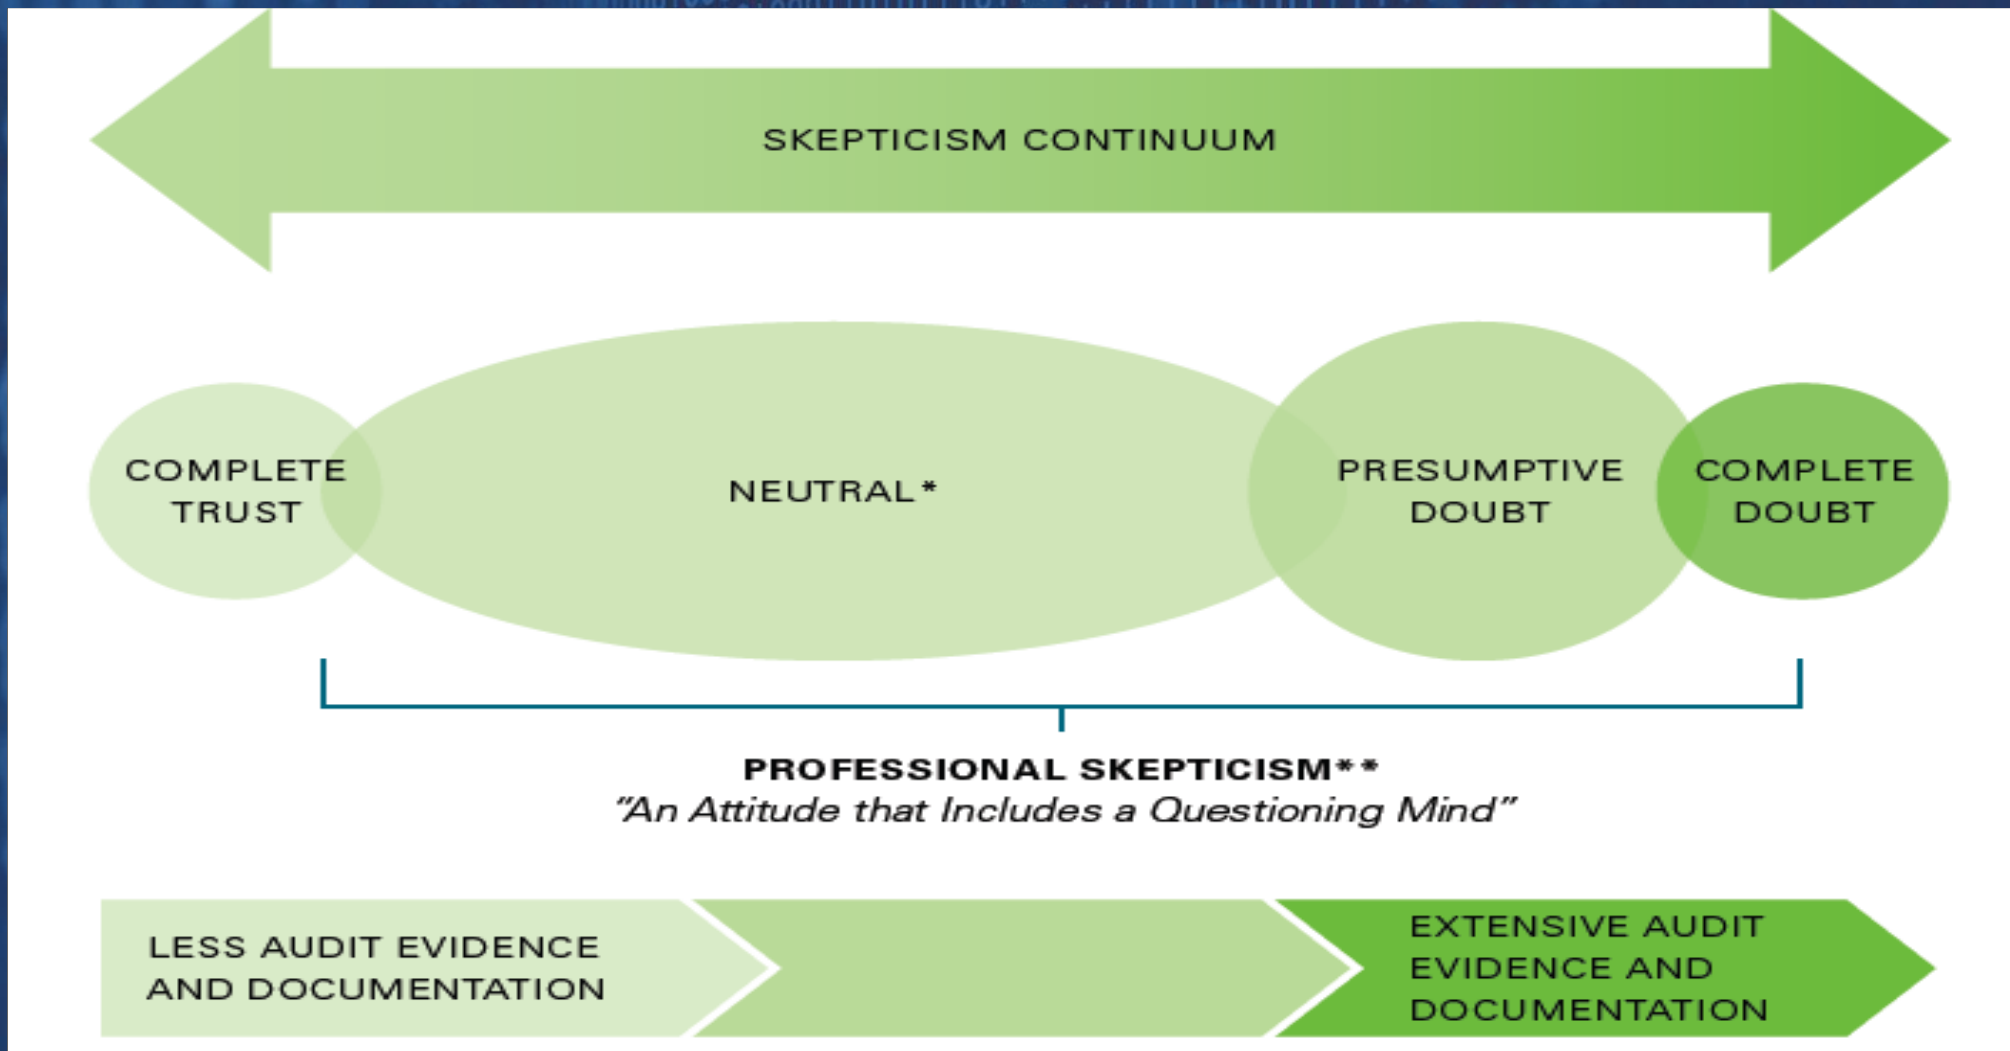 SKEPTICISM CONTINUUM
COMPLETE
TRUST
NEUTRAL*
PRESUMPTIVE
DOUBT
COMPLETE
DOUBT
PROFESSIONAL SKEPTICISM**
“An Attitude that Includes a Questioning Mind”
LESS AUDIT EVIDENCE
AND DOCUMENTATION
EXTENSIVE AUDIT
EVIDENCE AND
DOCUMENTATION